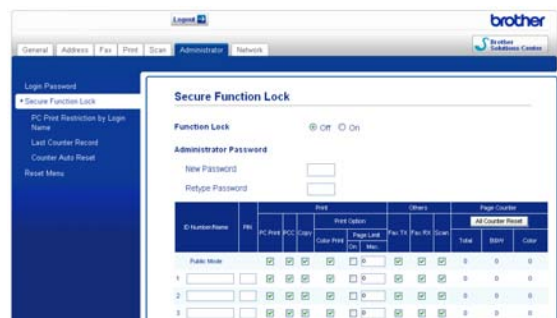 Logout
brother
General Address Fax Print Scan Administrator Network
Brother Solutions Center
Login Password
Secure Function Lock
PC Print Restriction by Login Name
Last Counter Record
Counter Auto Reset
Reset Menu
Secure Function Lock
Function Lock Off On
Administrator Password
New Password
Retype Password
Print Others Page Counter
Print Option All Counter Reset
ID Number/Name PIN PC Print PCC Copy Color Print Page Limit Fax TX Fax RX Scan Total B&W Color
On Max.
Public Mode 0 0 0 0
1 0 0 0 0
2 0 0 0 0
3 0 0 0 0